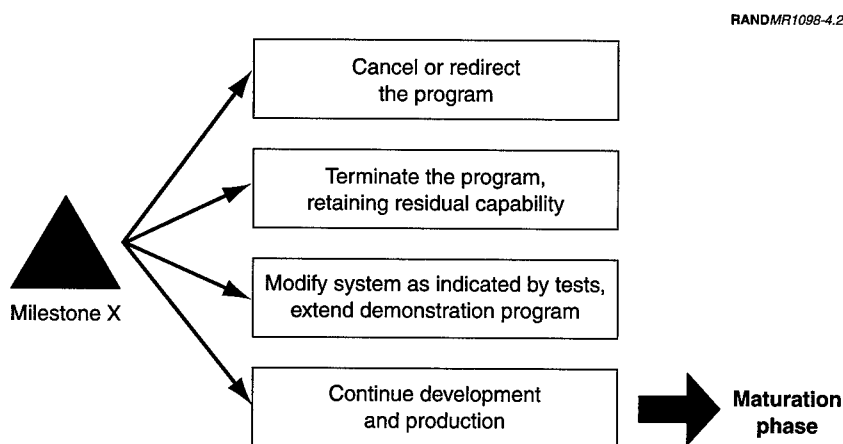 RANDMR1098-4.2
Cancel or redirect
the program
Terminate the program,
retaining residual capability
Milestone X
Modify system as indicated by tests,
extend demonstration program
Continue development
and production
Maturation
phase